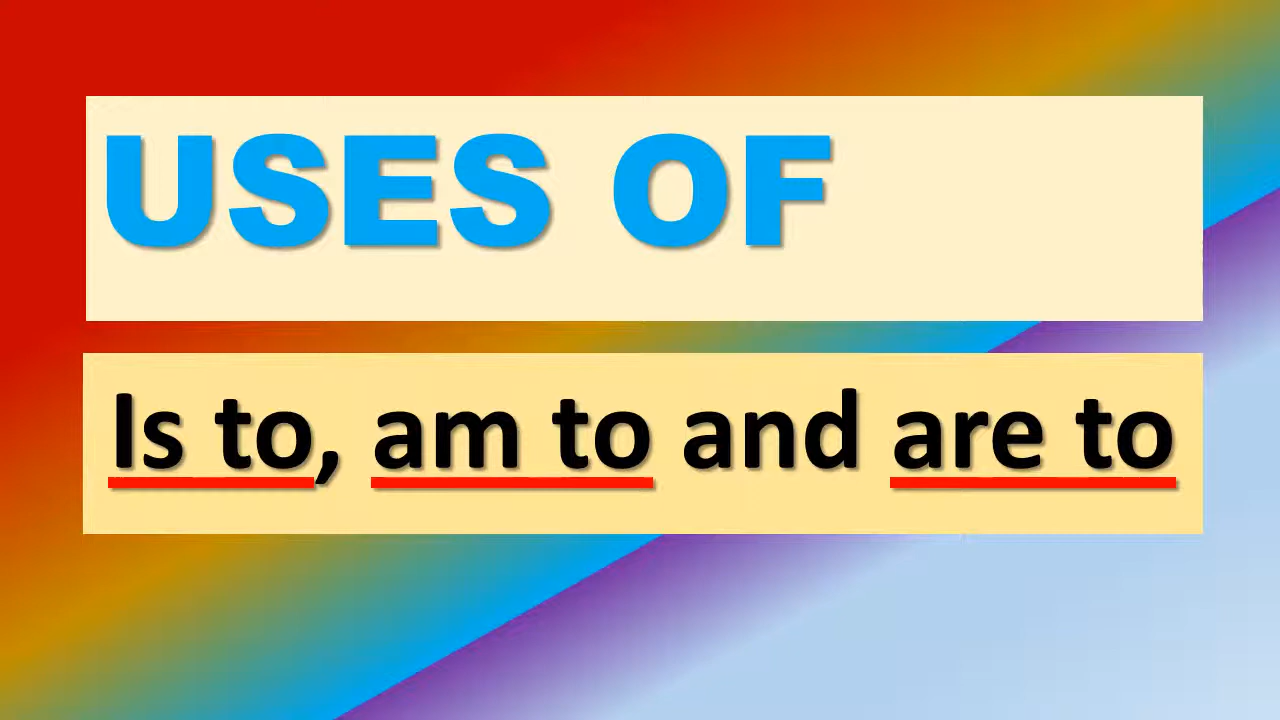 USES OF
Is to, am to and are to